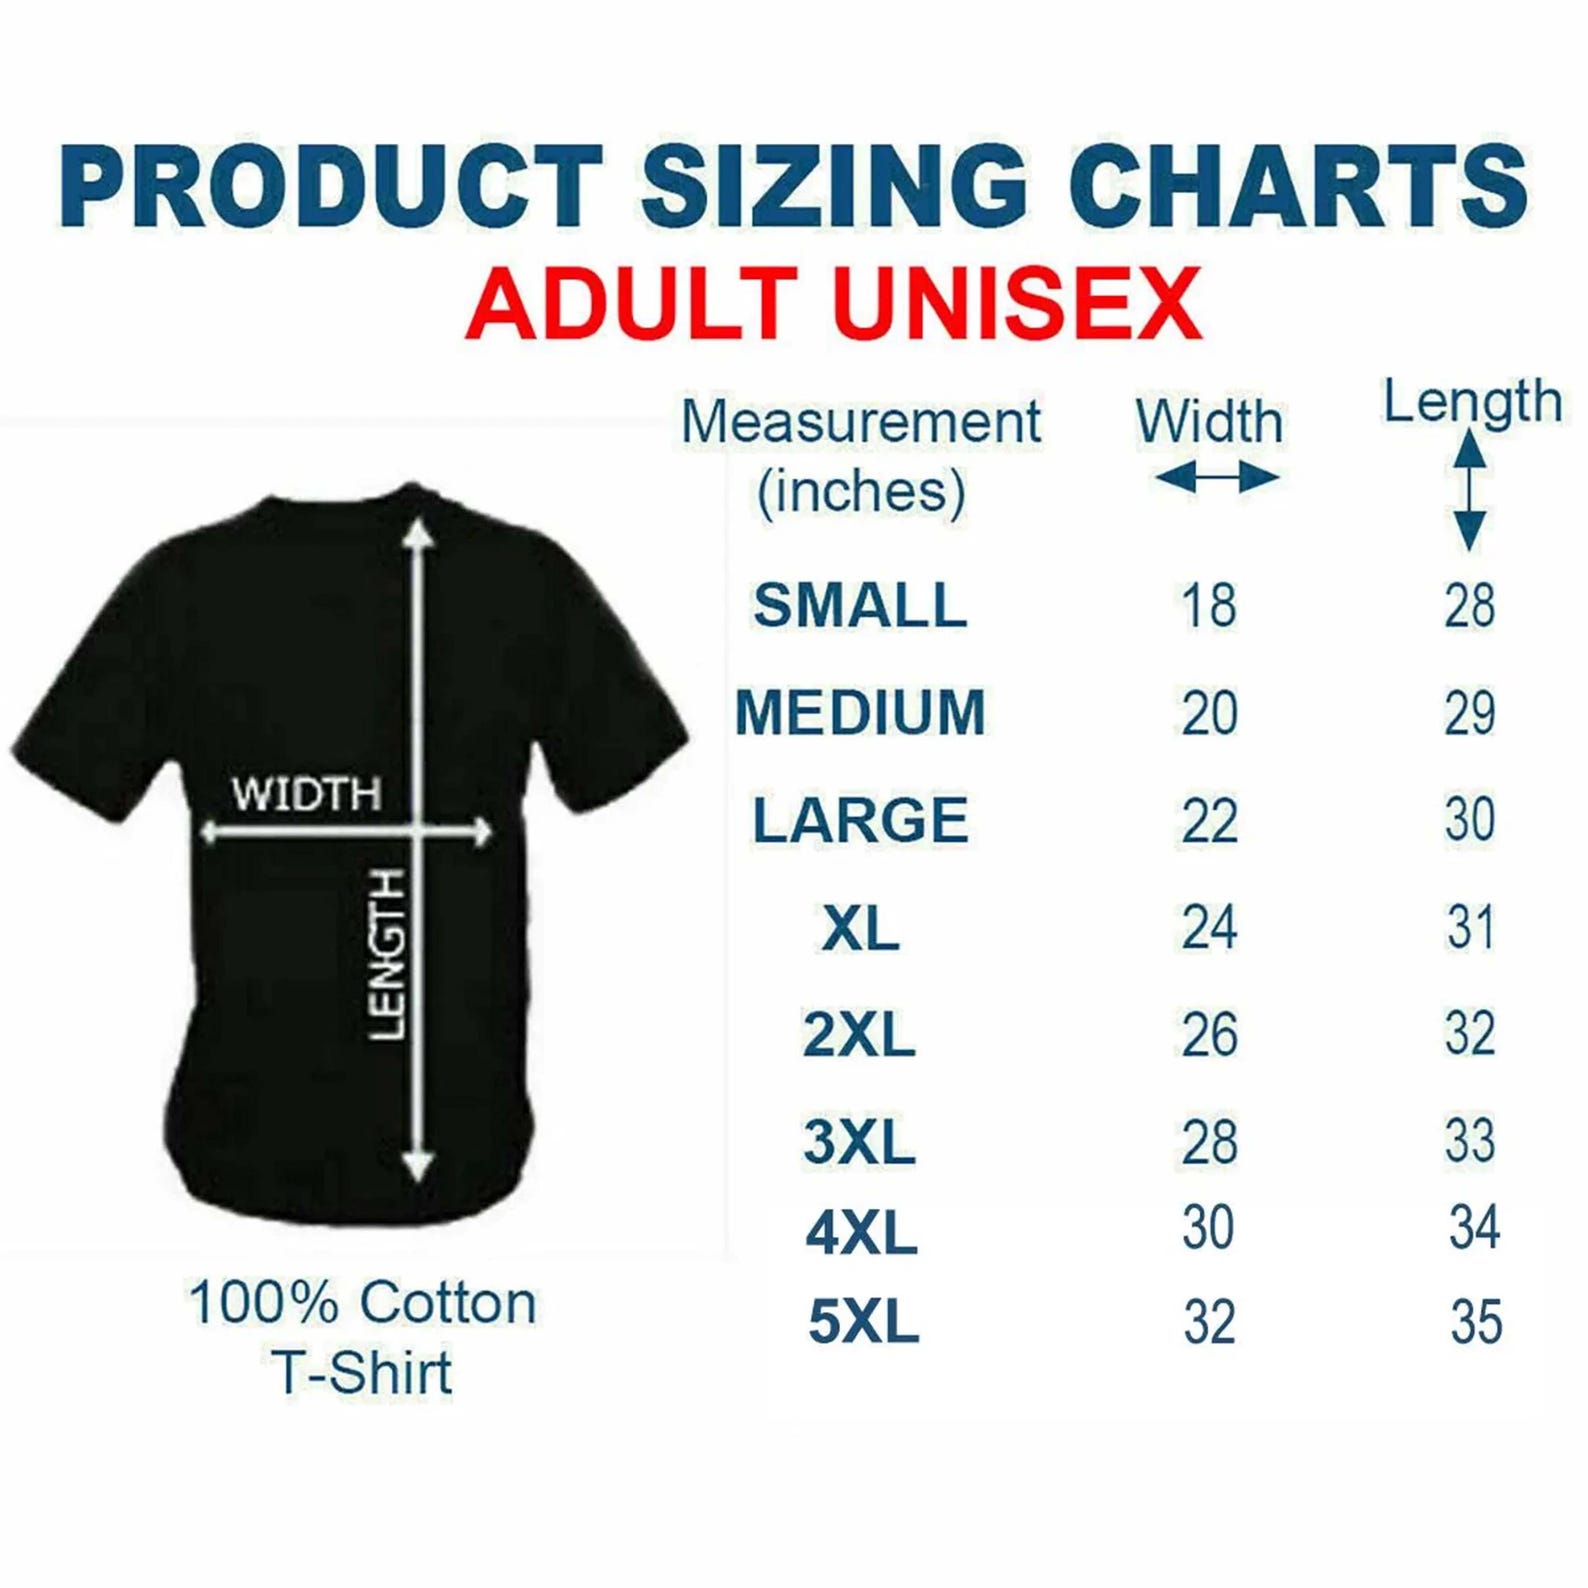 PRODUCT SIZING CHARTS
ADULT UNISEX
Measurement (inches) Width Length
SMALL 18 28
MEDIUM 20 29
LARGE 22 30
XL 24 31
2XL 26 32
3XL 28 33
4XL 30 34
5XL 32 35
WIDTH
LENGTH
100% Cotton
T-Shirt